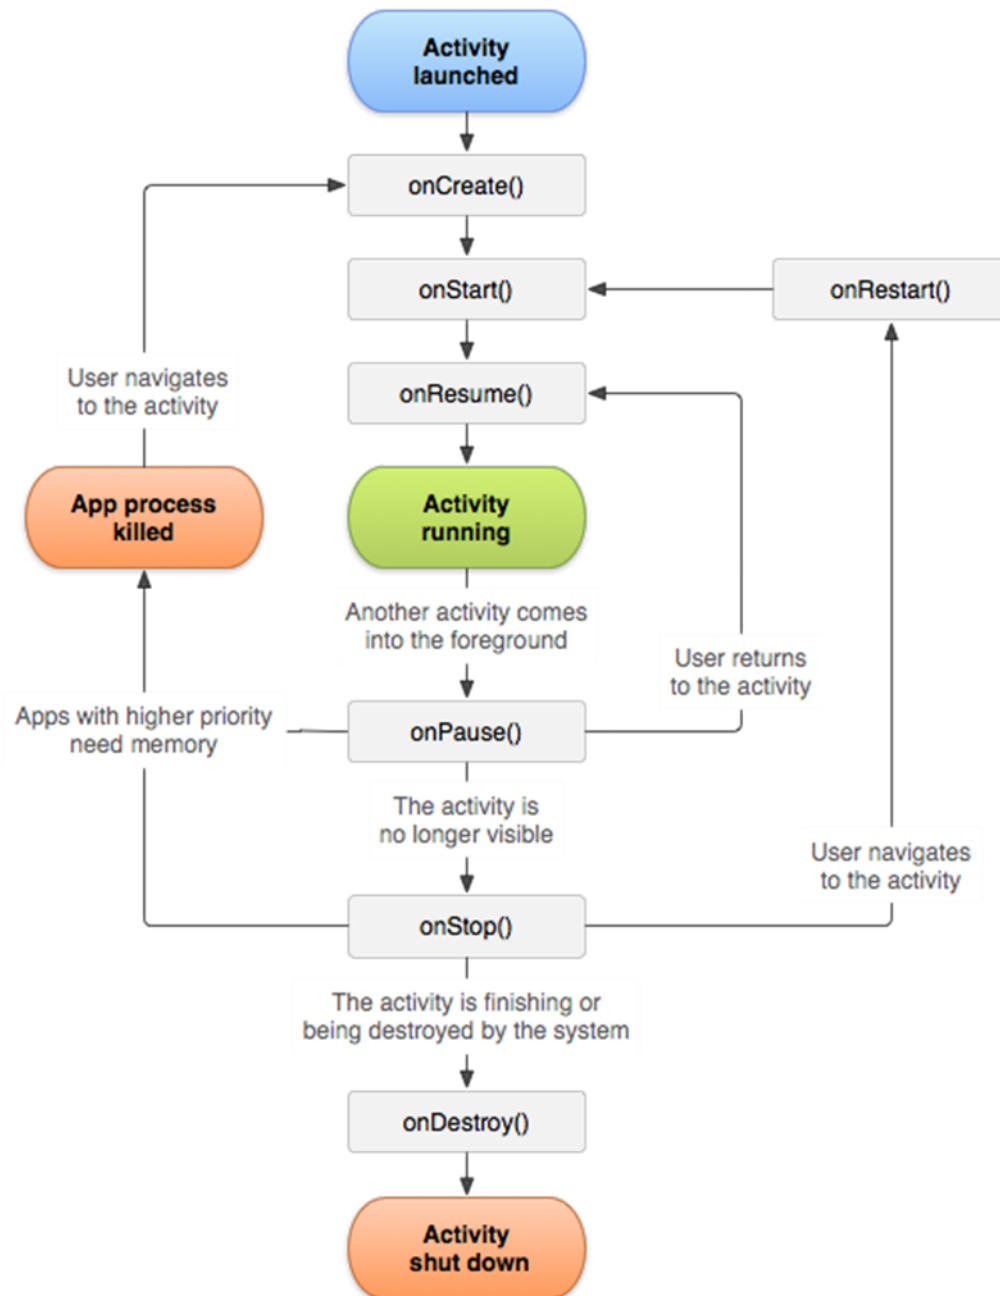 Activity
launched
onCreate()
onStart()
onRestart()
User navigates
to the activity
onResume()
App process
killed
Activity
running
Another activity comes
into the foreground
User returns
to the activity
Apps with higher priority
need memory
onPause()
The activity is
no longer visible
User navigates
to the activity
onStop()
The activity is finishing or
being destroyed by the system
onDestroy()
Activity
shut down